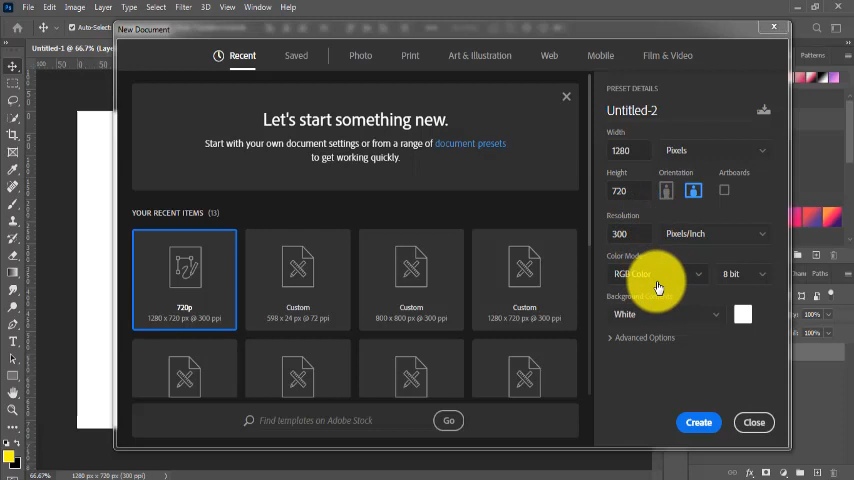 File Edit Image Layer Type Select Filter 3D View Window Help
Auto-Select
Untitled-1 @ 66.7% (Layer
New Document
Recent Saved Photo Print Art & Illustration Web Mobile Film & Video
Let's start something new.
Start with your own document settings or from a range of document presets
to get working quickly.
YOUR RECENT ITEMS (13)
720p
1280 x 720 px @ 300 ppi
Custom
598 x 24 px @ 72 ppi
Custom
800 x 800 px @ 300 ppi
Custom
1280 x 720 px @ 300 ppi
Find templates on Adobe Stock
Go
PRESET DETAILS
Untitled-2
Width
1280 Pixels
Height Orientation Artboards
720
Resolution
300 Pixels/Inch
Color Mode
RGB Color 8 bit
Background
White
Advanced Options
Create Close
Patterns
Paths
100%
100%
66.67% 1280 px x 720 px (300 ppi)